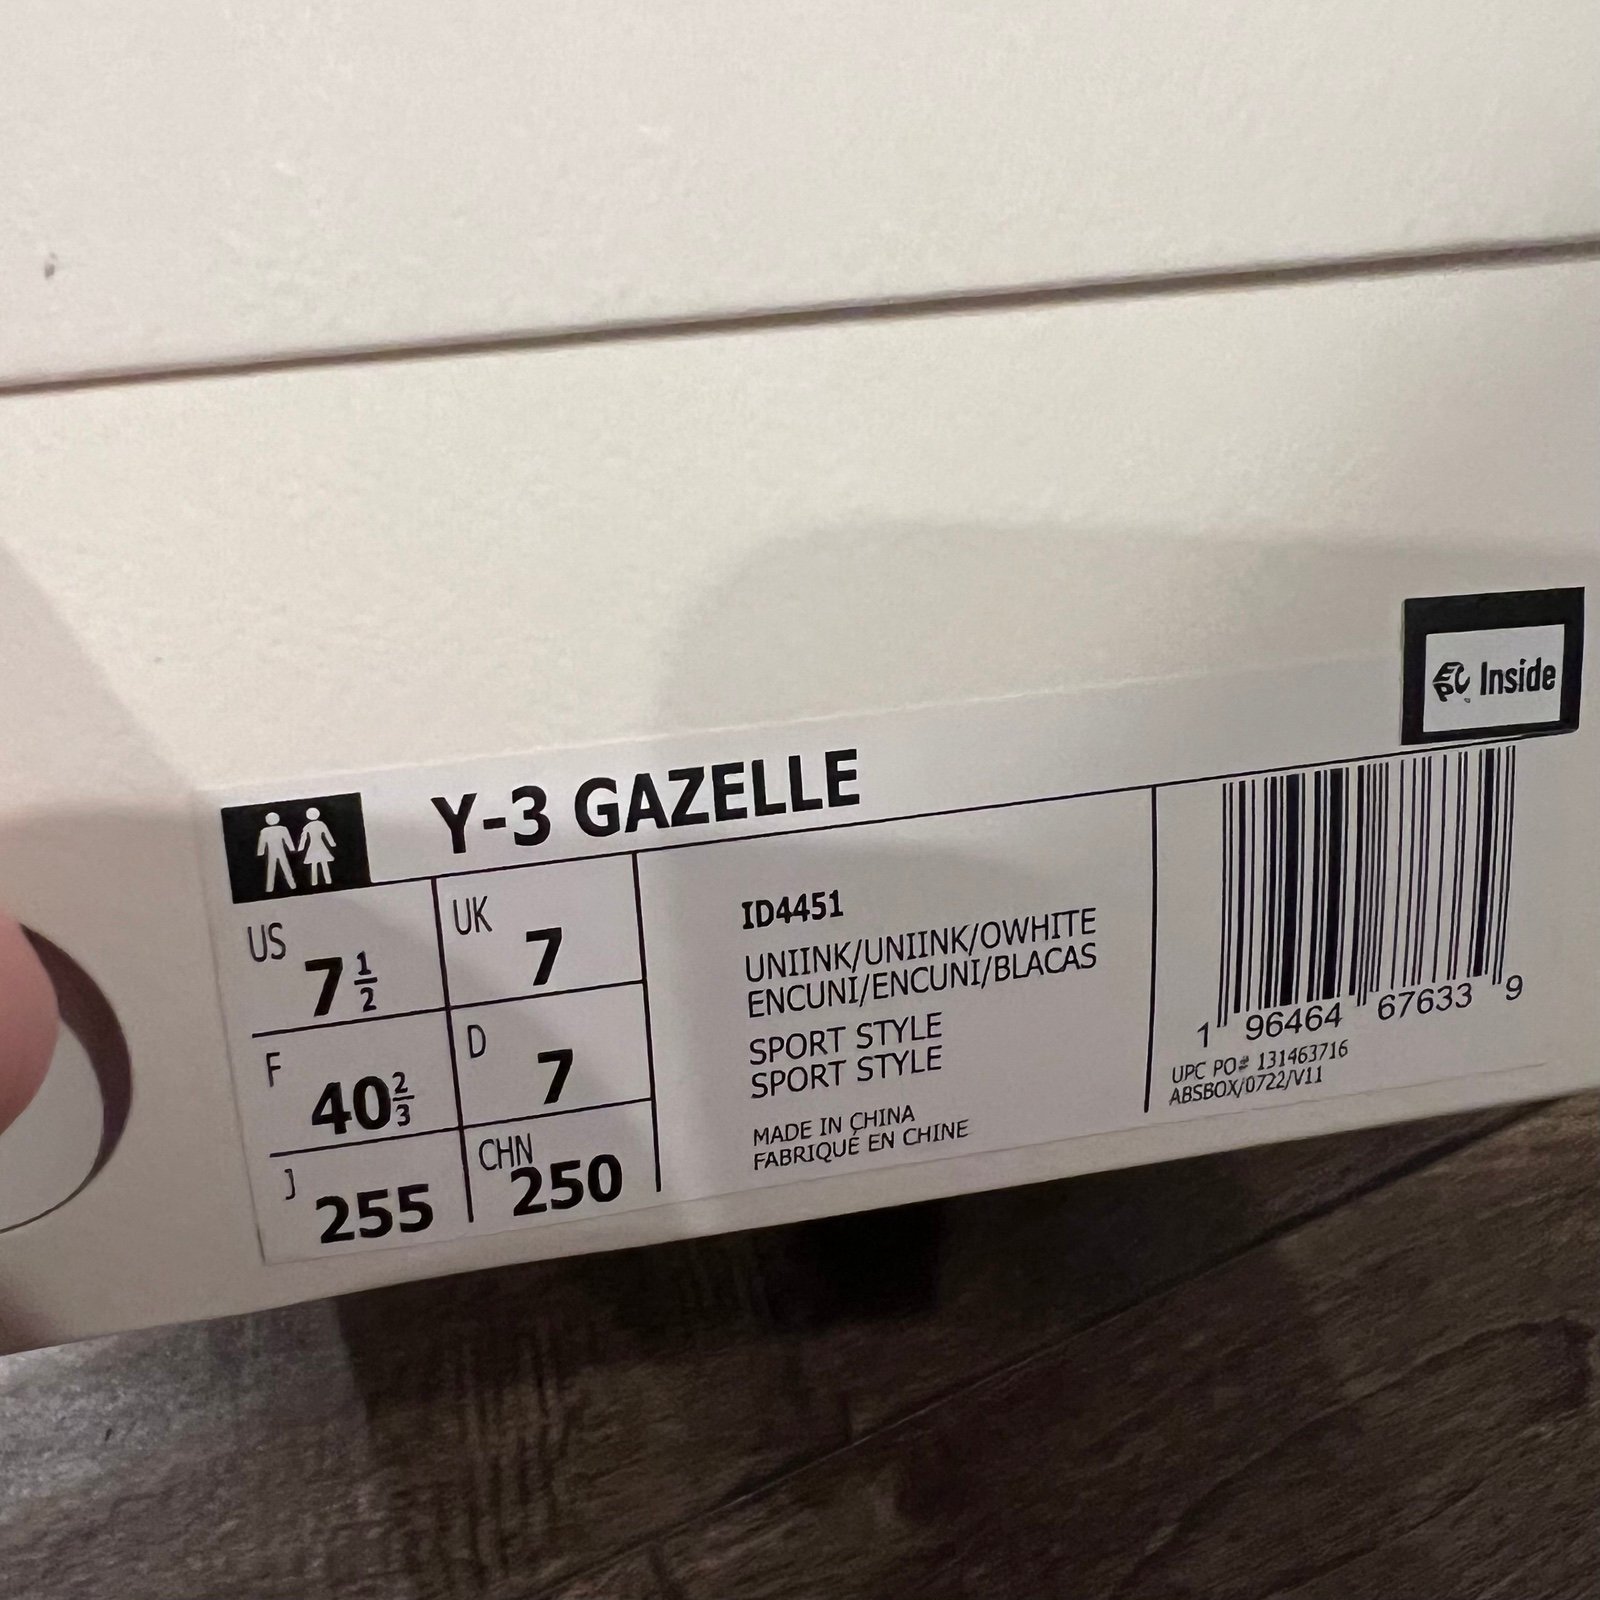 EPC Inside
Y-3 GAZELLE
US 7 1/2
UK 7
F 40 2/3
D 7
J 255
CHN 250
ID4451
UNIINK/UNIINK/OWHITE
ENCUNI/ENCUNI/BLACAS
SPORT STYLE
SPORT STYLE
MADE IN CHINA
FABRIQUÉ EN CHINE
1 96464 67633 9
UPC PO# 131463716
ABSBOX/0722/V11